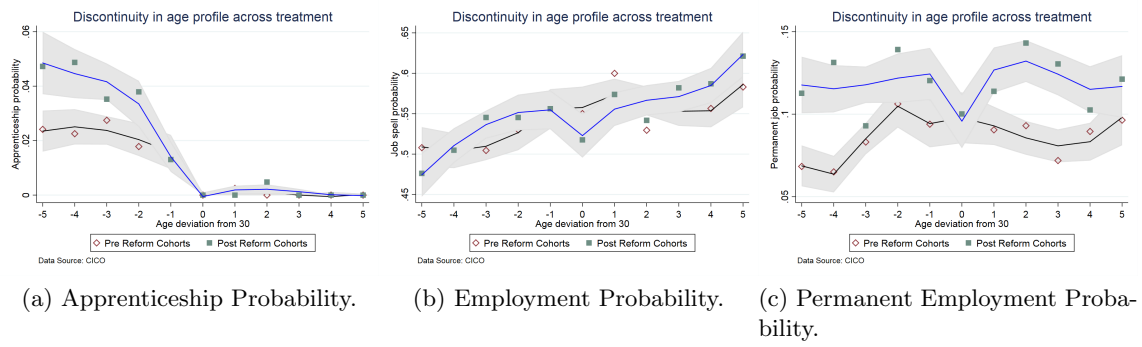 Discontinuity in age profile across treatment
Apprenticeship probability
.06
.04
.02
0
-5 -4 -3 -2 -1 0 1 2 3 4 5
Age deviation from 30
Pre Reform Cohorts Post Reform Cohorts
Data Source: CICO
(a) Apprenticeship Probability.
Discontinuity in age profile across treatment
Job spell probability
.65
.6
.55
.5
.45
-5 -4 -3 -2 -1 0 1 2 3 4 5
Age deviation from 30
Pre Reform Cohorts Post Reform Cohorts
Data Source: CICO
(b) Employment Probability.
Discontinuity in age profile across treatment
Permanent job probability
.15
.1
.05
-5 -4 -3 -2 -1 0 1 2 3 4 5
Age deviation from 30
Pre Reform Cohorts Post Reform Cohorts
Data Source: CICO
(c) Permanent Employment Proba-
bility.